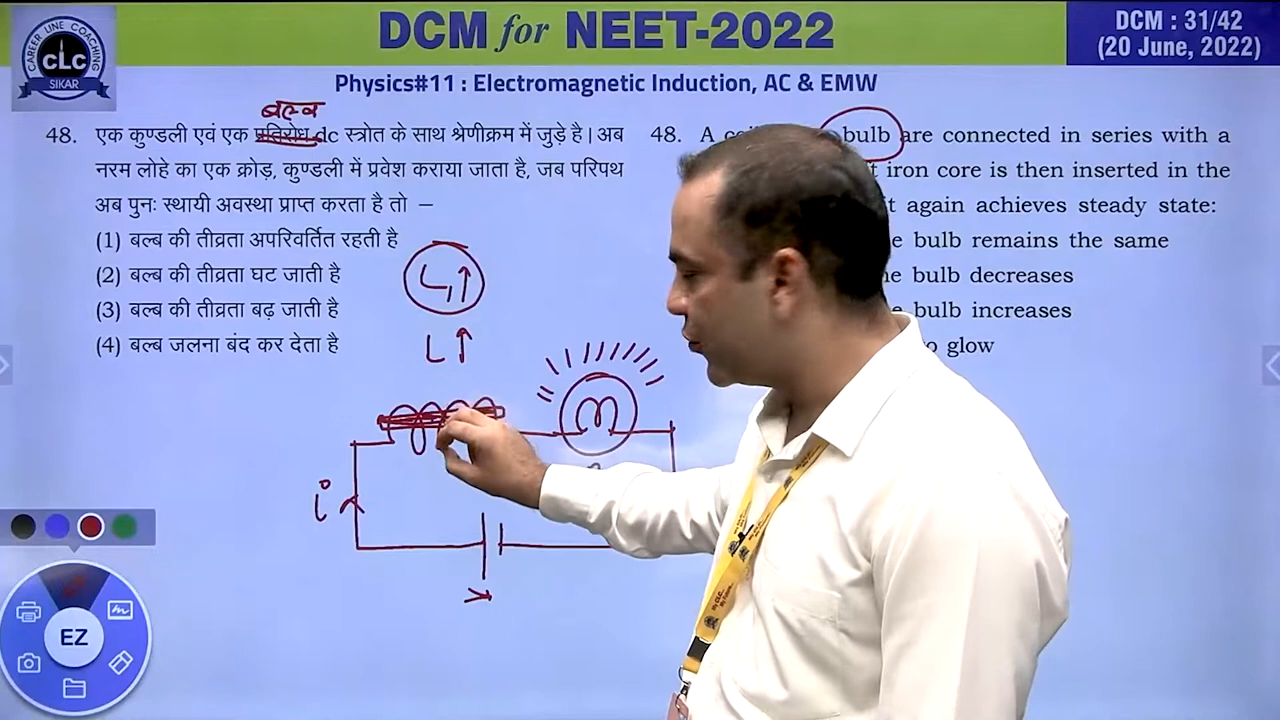 CAREER LINE COACHING
CLC
SIKAR
DCM for NEET-2022
DCM : 31/42
(20 June, 2022)
Physics#11 : Electromagnetic Induction, AC & EMW
बल्ब
48. एक कुण्डली एवं एक प्रतिरोध dc स्त्रोत के साथ श्रेणीक्रम में जुड़े है। अब
नरम लोहे का एक क्रोड़, कुण्डली में प्रवेश कराया जाता है, जब परिपथ
अब पुनः स्थायी अवस्था प्राप्त करता है तो –
(1) बल्ब की तीव्रता अपरिवर्तित रहती है
(2) बल्ब की तीव्रता घट जाती है
(3) बल्ब की तीव्रता बढ़ जाती है
(4) बल्ब जलना बंद कर देता है
48. A bulb are connected in series with a
iron core is then inserted in the
again achieves steady state:
bulb remains the same
bulb decreases
bulb increases
glow
L↑
L↑
i
EZ